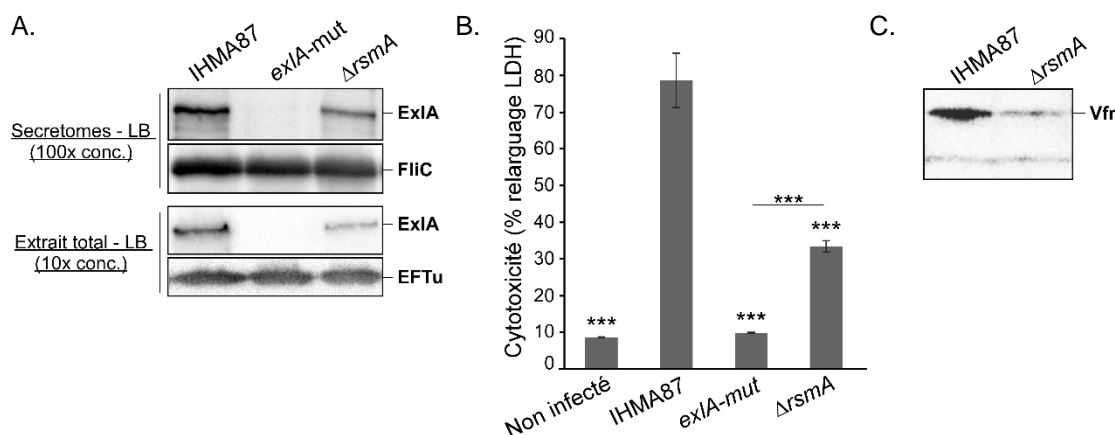 A.
IHMA87
exlA-mut
ΔrsmA
Secretomes - LB
(100x conc.)
ExlA
FliC
Extrait total - LB
(10x conc.)
ExlA
EFTu
B.
Cytotoxicité (% relarguage LDH)
90
80
70
60
50
40
30
20
10
0
***
***
***
***
Non infecté
IHMA87
exlA-mut
ΔrsmA
C.
IHMA87
ΔrsmA
Vfr